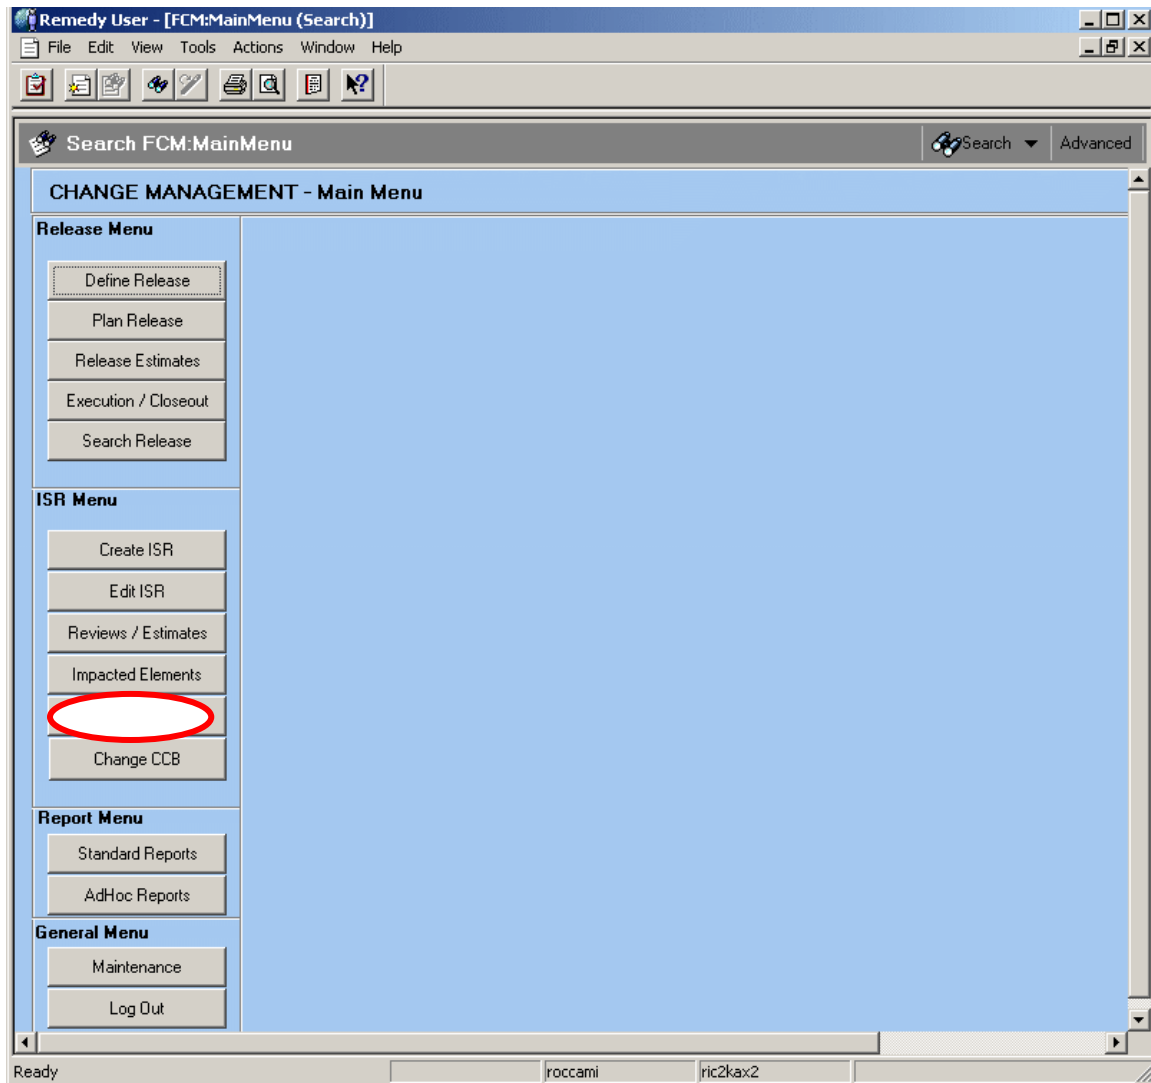 Remedy User - [FCM:MainMenu (Search)]
File Edit View Tools Actions Window Help
Search FCM:MainMenu
Search Advanced
CHANGE MANAGEMENT - Main Menu
Release Menu
Define Release
Plan Release
Release Estimates
Execution / Closeout
Search Release
ISR Menu
Create ISR
Edit ISR
Reviews / Estimates
Impacted Elements
Change CCB
Report Menu
Standard Reports
AdHoc Reports
General Menu
Maintenance
Log Out
Ready roccami ric2kax2